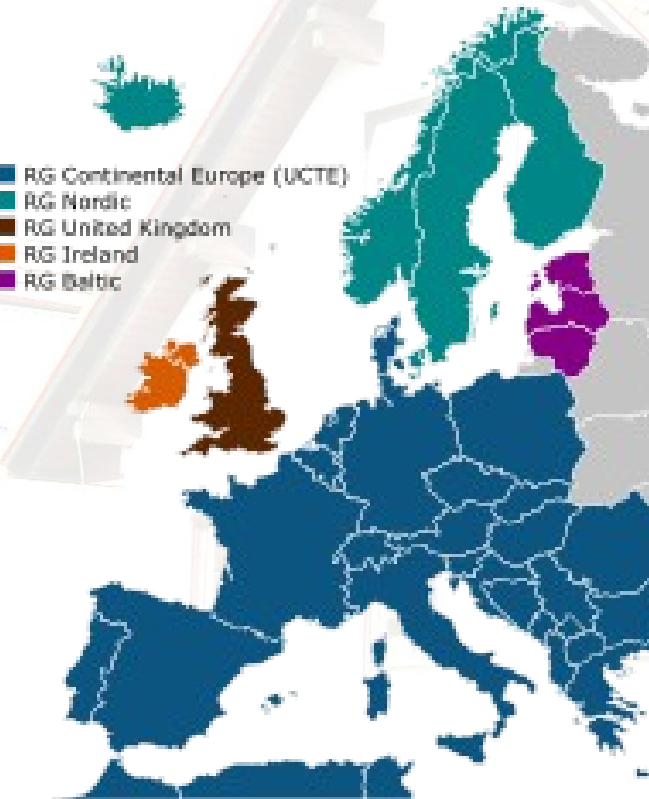 RG Continental Europe (UCTE)
RG Nordic
RG United Kingdom
RG Ireland
RG Baltic